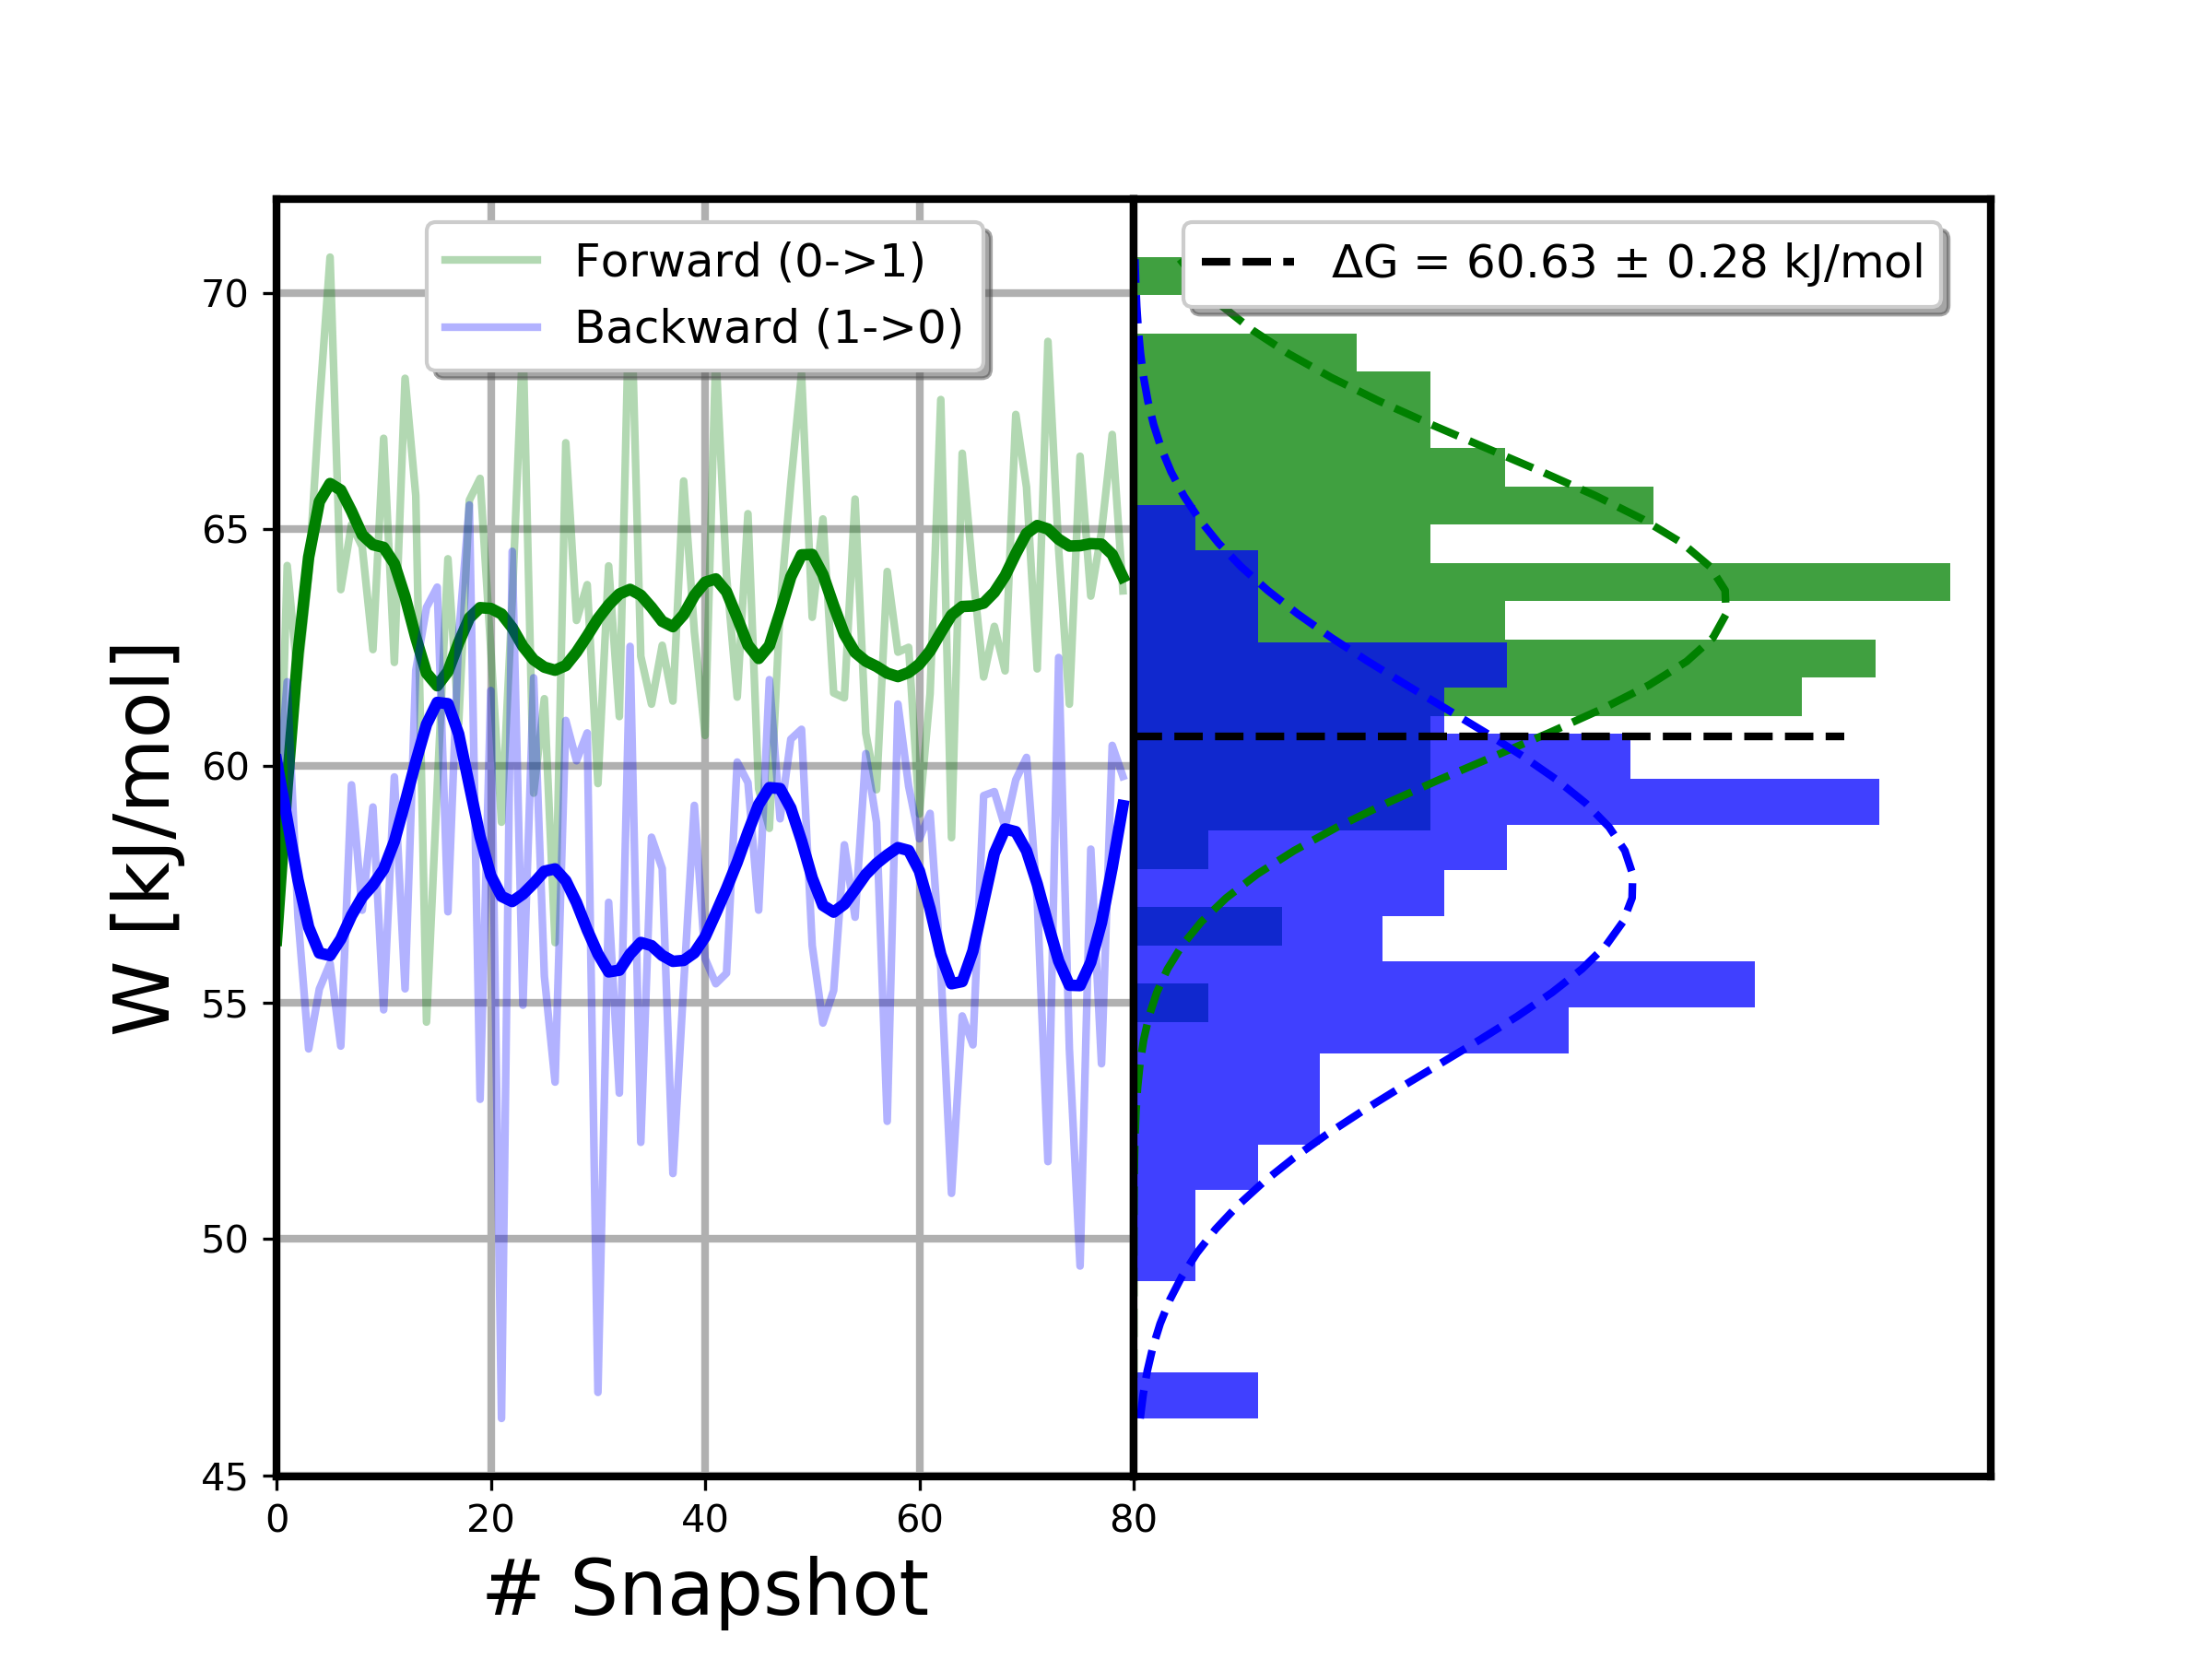 Forward (0->1)
Backward (1->0)
ΔG = 60.63 ± 0.28 kJ/mol
W [kJ/mol]
70
65
60
55
50
45
0 20 40 60 80
# Snapshot